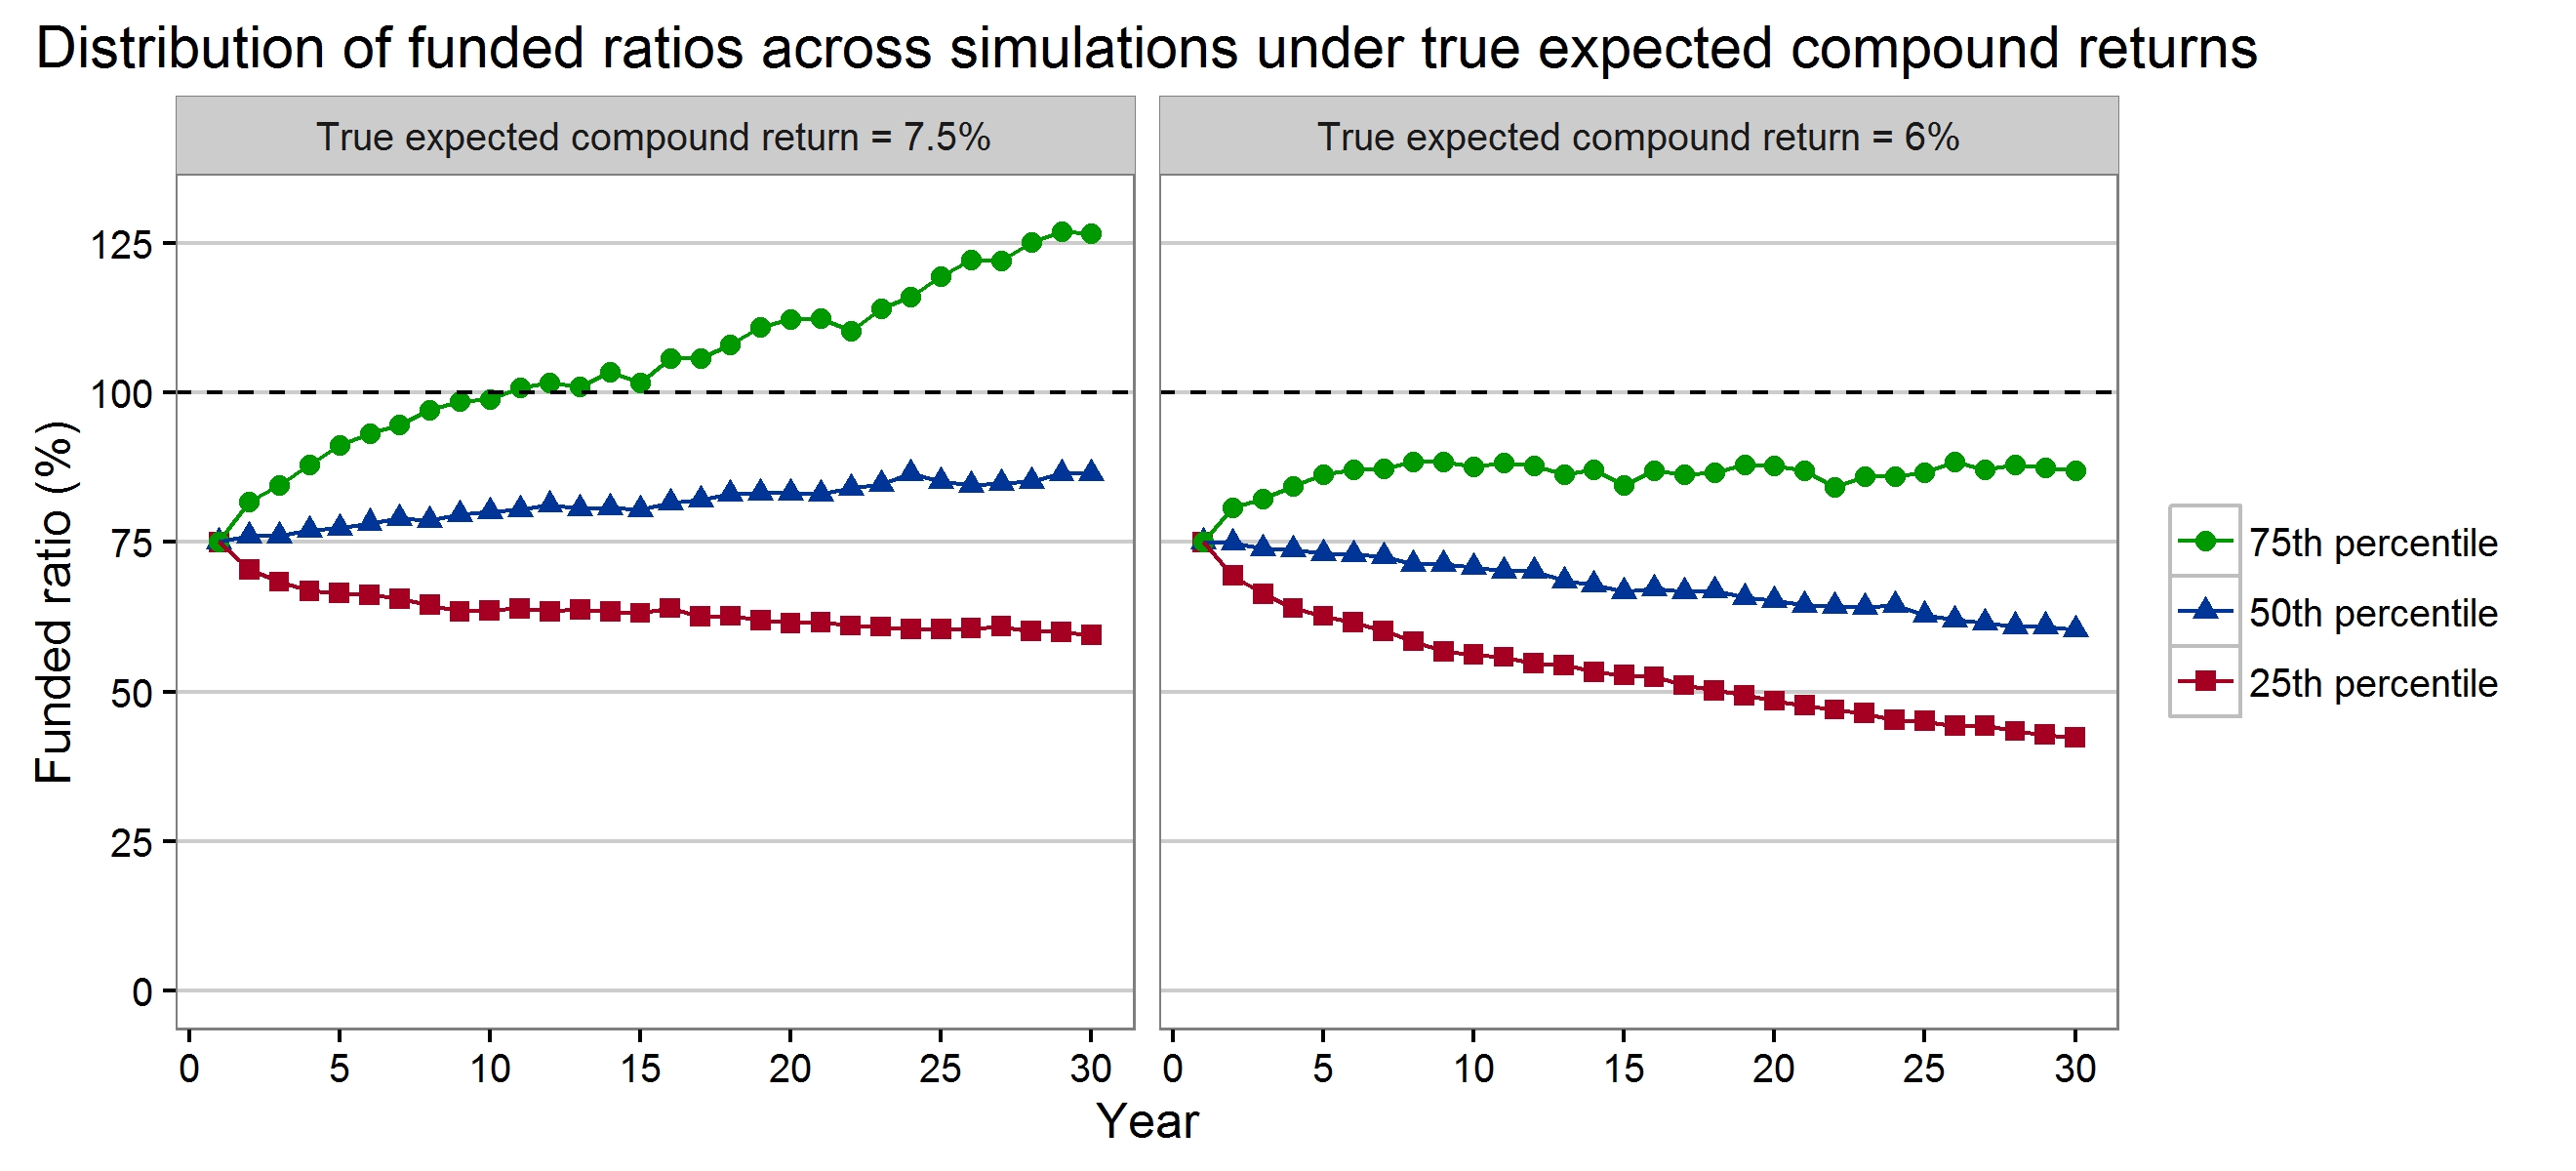 Distribution of funded ratios across simulations under true expected compound returns
True expected compound return = 7.5%
True expected compound return = 6%
Funded ratio (%)
125
100
75
50
25
0
0 5 10 15 20 25 30
0 5 10 15 20 25 30
Year
75th percentile
50th percentile
25th percentile